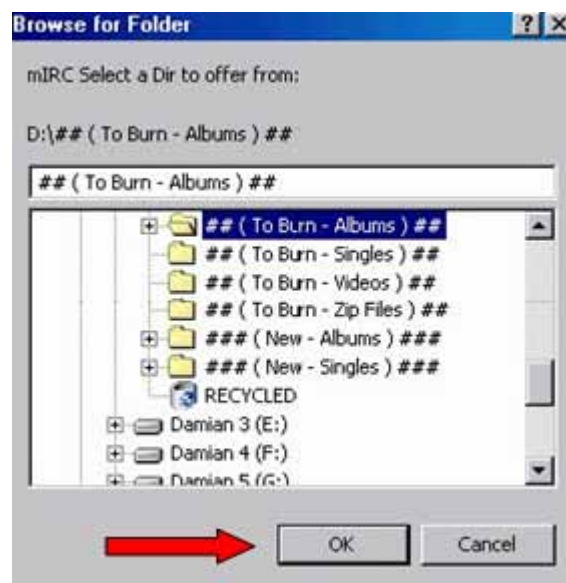 Browse for Folder
mIRC Select a Dir to offer from:
D:\## ( To Burn - Albums ) ##
## ( To Burn - Albums ) ##
## ( To Burn - Albums ) ##
## ( To Burn - Singles ) ##
## ( To Burn - Videos ) ##
## ( To Burn - Zip Files ) ##
### ( New - Albums ) ###
### ( New - Singles ) ###
RECYCLED
Damian 3 (E:)
Damian 4 (F:)
Damian 5 (G:)
OK Cancel